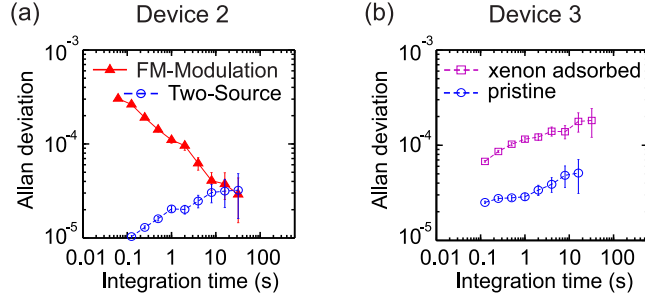 (a) Device 2
10^-3
FM-Modulation
Two-Source
Allan deviation
10^-4
10^-5
0.01 0.1 1 10 100
Integration time (s)
(b) Device 3
10^-3
xenon adsorbed
pristine
Allan deviation
10^-4
10^-5
0.01 0.1 1 10 100
Integration time (s)